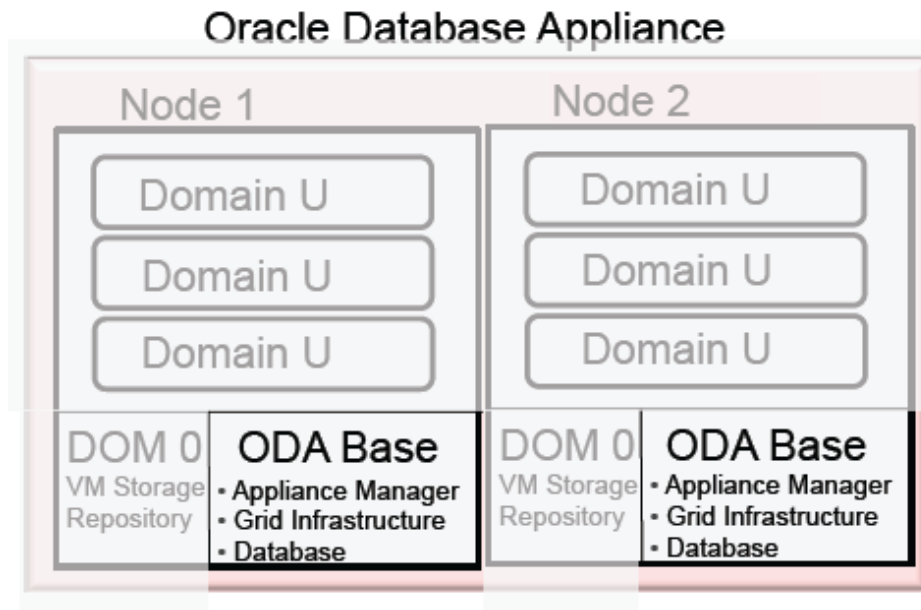 Oracle Database Appliance
Node 1
Domain U
Domain U
Domain U
DOM 0
VM Storage
Repository
ODA Base
• Appliance Manager
• Grid Infrastructure
• Database
Node 2
Domain U
Domain U
Domain U
DOM 0
VM Storage
Repository
ODA Base
• Appliance Manager
• Grid Infrastructure
• Database